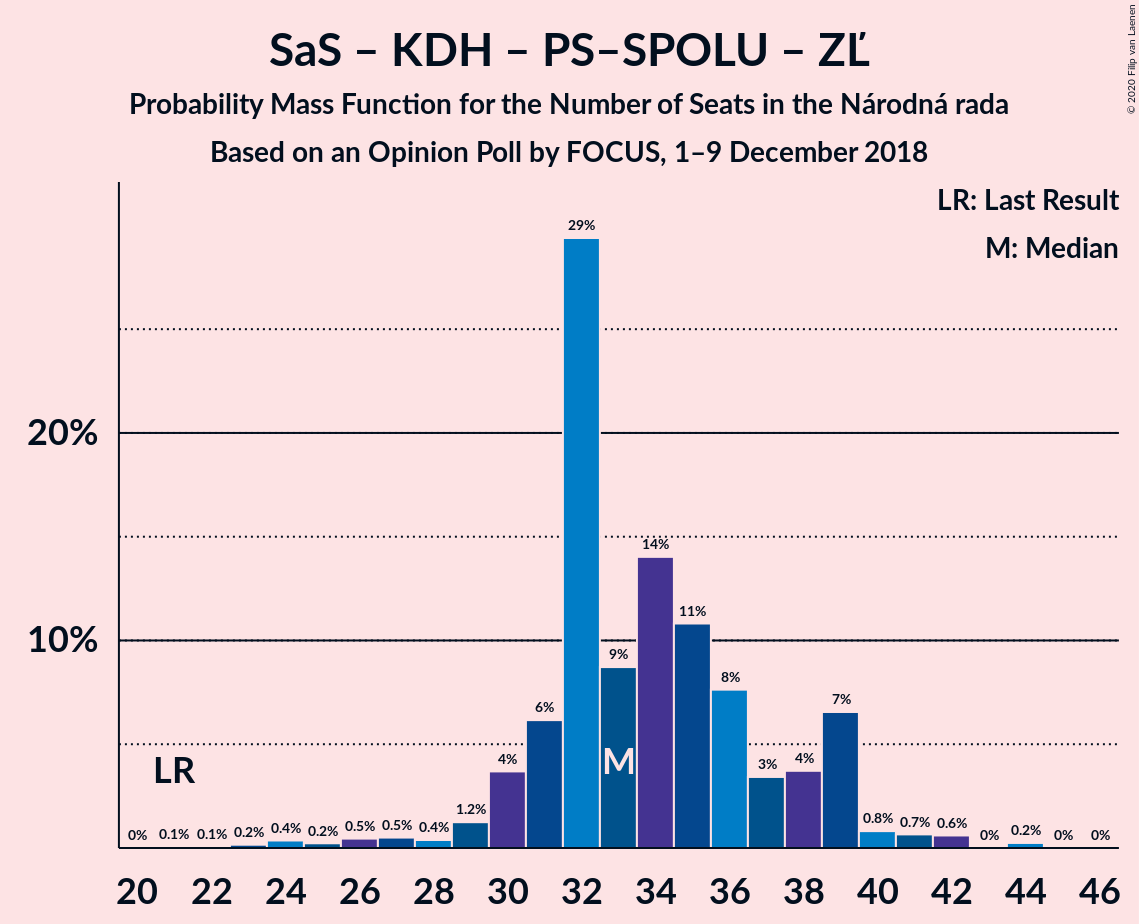 SaS – KDH – PS–SPOLU – ZĽ
Probability Mass Function for the Number of Seats in the Národná rada
Based on an Opinion Poll by FOCUS, 1–9 December 2018
© 2020 Filip van Laenen
LR: Last Result
M: Median
20%
10%
0% 0.1% 0.1% 0.2% 0.4% 0.2% 0.5% 0.5% 0.4% 1.2% 4% 6% 29% 9% 14% 11% 8% 3% 4% 7% 0.8% 0.7% 0.6% 0% 0.2% 0% 0%
LR
M
20 22 24 26 28 30 32 34 36 38 40 42 44 46